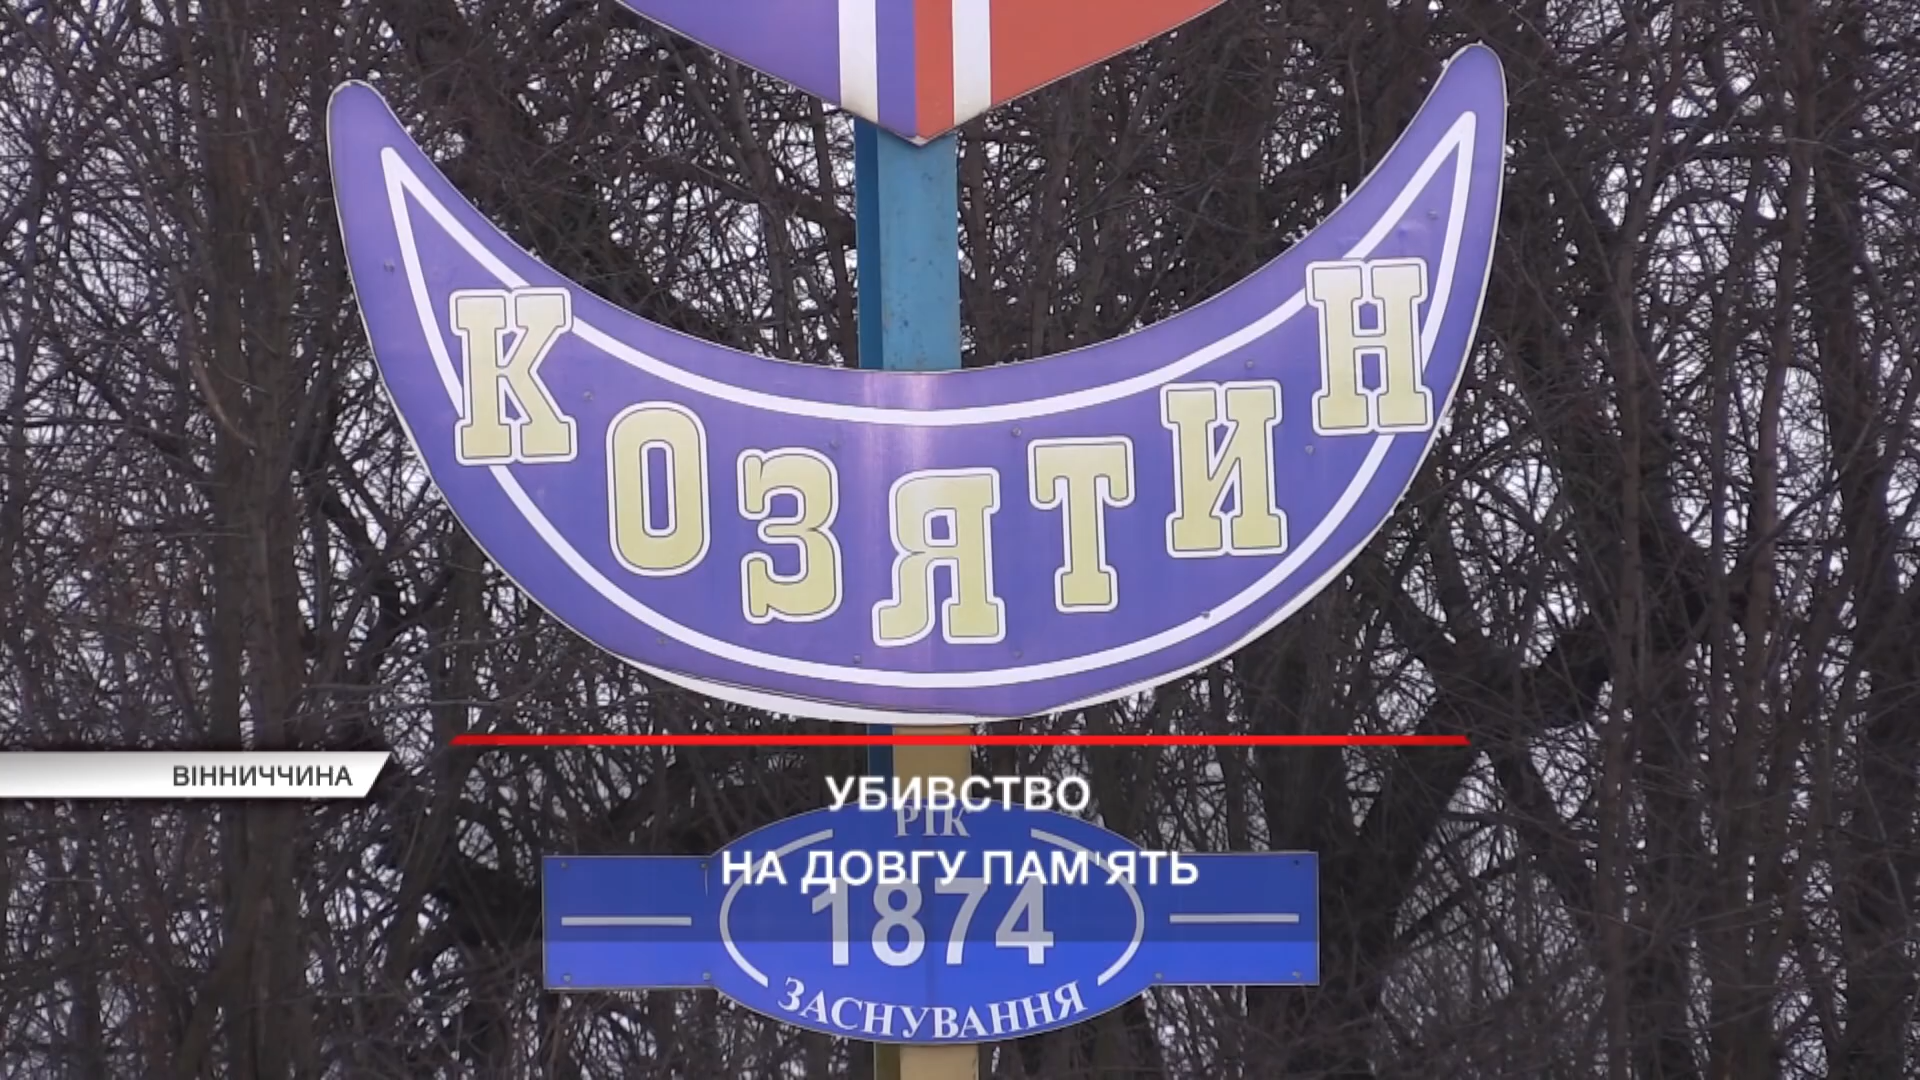 КОЗЯТИН
ВІННИЧЧИНА
УБИВСТВО
РІК
НА ДОВГУ ПАМ'ЯТЬ
1874
ЗАСНУВАННЯ